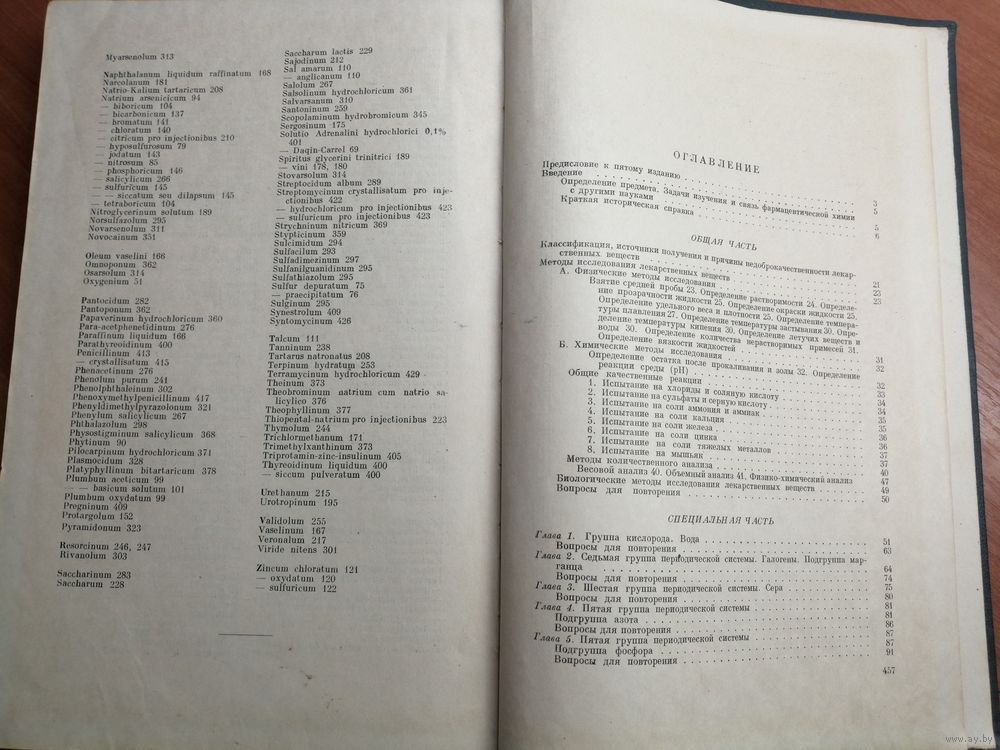 Myarsenolum 313
Naphthalanum liquidum raffinatum 168
Narcolanum 181
Natrio-Kalium tartaricum 208
Natrium arsenicicum 94
— biboricum 104
— bicarbonicum 137
— bromatum 141
— chloratum 140
— citricum pro injectionibus 210
— hyposulfurosum 79
— jodatum 143
— nitrosum 85
— phosphoricum 146
— salicylicum 266
— sulfuricum 145
— siccatum seu dilapsum 145
— tetraboricum 104
Nitroglycerinum solutum 189
Norsulfazolum 295
Novarsenolum 311
Novocainum 351
Oleum vaselini 166
Omnoponum 362
Osarsolum 314
Oxygenium 51
Pantocidum 282
Pantoponum 362
Papaverinum hydrochloricum 360
Para-acetphenetidinum 276
Paraffinum liquidum 166
Parathyreoidinum 400
Penicillinum 413
— crystallisatum 415
Phenacetinum 276
Phenolum purum 241
Phenolphthaleinum 302
Phenoxymethylpenicillinum 417
Phenyldimethylpyrazolonum 321
Phenylum salicylicum 267
Phthalazolum 298
Physostigminum salicylicum 368
Phytinum 90
Pilocarpinum hydrochloricum 371
Plasmocidum 328
Platyphyllinum bitartaricum 378
Plumbum aceticum 99
— basicum solutum 101
Plumbum oxydatum 99
Pregninum 409
Protargolum 152
Pyramidonum 323
Resorcinum 246, 247
Rivanolum 303
Saccharinum 283
Saccharum 228
Saccharum lactis 229
Sajodinum 212
Sal amarum 110
— anglicanum 110
Salolum 267
Salsolinum hydrochloricum 361
Salvarsanum 310
Santoninum 259
Scopolaminum hydrobromicum 345
Sergosinum 175
Solutio Adrenalini hydrochlorici 0,1%
401
— Daqin-Carrel 69
Spiritus glycerini trinitrici 189
— vini 178, 180
Stovarsolum 314
Streptocidum album 289
Streptomycinum crystallisatum pro inje-
ctionibus 422
— hydrochloricum pro injectionibus 423
— sulfuricum pro injectionibus 423
Strychninum nitricum 369
Stypticinum 359
Sulcimidum 294
Sulfacilum 293
Sulfadimezinum 297
Sulfanilguanidinum 295
Sulfathiazolum 295
Sulfur depuratum 75
— praecipitatum 76
Sulginum 295
Synestrolum 409
Syntomycinum 426
Talcum 111
Tanninum 238
Tartarus natronatus 208
Terpinum hydratum 253
Terramycinum hydrochloricum 429
Theinum 373
Theobrominum natrium cum natrio sa-
licylico 376
Theophyllinum 377
Thiopental-natrium pro injectionibus 223
Thymolum 244
Trichlormethanum 171
Trimethylxanthinum 373
Triprotamin-zinc-insulinum 405
Thyreoidinum liquidum 400
— siccum pulveratum 400
Urethanum 215
Urotropinum 195
Validolum 255
Vaselinum 167
Veronalum 217
Viride nitens 301
Zincum chloratum 121
— oxydatum 120
— sulfuricum 122
ОГЛАВЛЕНИЕ
Предисловие к пятому изданию 3
Введение 5
Определение предмета. Задачи изучения и связь фармацевтической химии
с другими науками 5
Краткая историческая справка 6
ОБЩАЯ ЧАСТЬ
Классификация, источники получения и причины недоброкачественности лекар-
ственных веществ 21
Методы исследования лекарственных веществ 23
А. Физические методы исследования 23
Взятие средней пробы 23. Определение растворимости 24. Определе-
ние прозрачности жидкости 25. Определение окраски жидкости 25.
Определение удельного веса и плотности 25. Определение темпера-
туры плавления 27. Определение температуры застывания 30. Опре-
деление температуры кипения 30. Определение летучих веществ и
воды 30. Определение количества нерастворимых примесей 31.
Определение вязкости жидкостей 31
Б. Химические методы исследования 32
Определение остатка после прокаливания и золы 32. Определение
реакции среды (pH) 32
Общие качественные реакции 33
1. Испытание на хлориды и соляную кислоту 34
2. Испытание на сульфаты и серную кислоту 34
3. Испытание на соли аммония и аммиак 35
4. Испытание на соли кальция 35
5. Испытание на соли железа 36
6. Испытание на соли цинка 36
7. Испытание на соли тяжелых металлов 37
8. Испытание на мышьяк 37
Методы количественного анализа 40
Весовой анализ 40. Объемный анализ 41. Физико-химический анализ 47
Биологические методы исследования лекарственных веществ 49
Вопросы для повторения 50
СПЕЦИАЛЬНАЯ ЧАСТЬ
Глава 1. Группа кислорода. Вода 51
Вопросы для повторения 63
Глава 2. Седьмая группа периодической системы. Галогены. Подгруппа мар-
ганца 64
Вопросы для повторения 74
Глава 3. Шестая группа периодической системы. Сера 75
Вопросы для повторения 80
Глава 4. Пятая группа периодической системы 81
Подгруппа азота 81
Вопросы для повторения 86
Глава 5. Пятая группа периодической системы 87
Подгруппа фосфора 87
Вопросы для повторения 91
457
www.ay.by